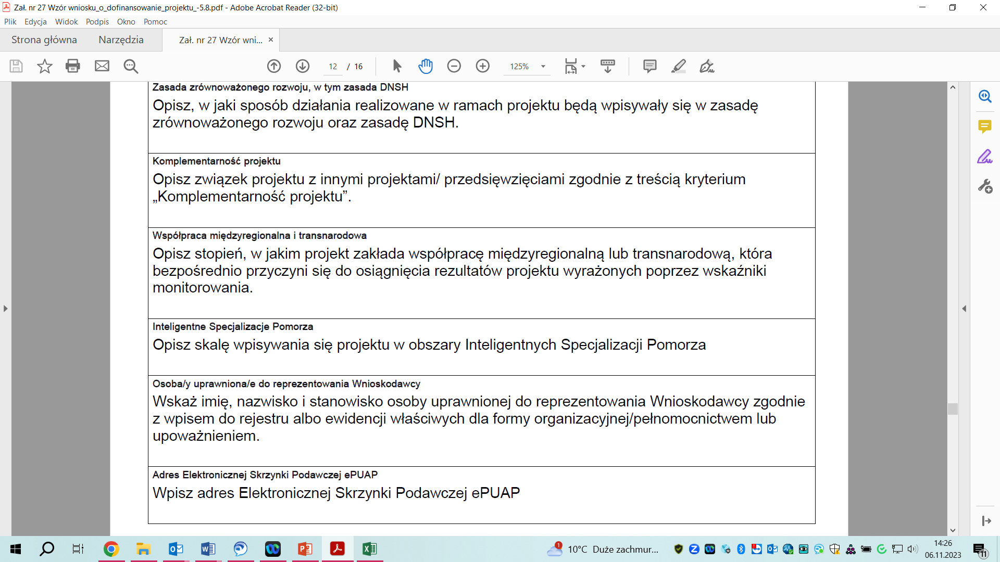 Zał. nr 27 Wzór wniosku_o_dofinansowanie_projektu_-5.8.pdf - Adobe Acrobat Reader (32-bit)
Plik Edycja Widok Podpis Okno Pomoc
Strona główna Narzędzia Zał. nr 27 Wzór wni... ×
12 / 16 125%
Zasada zrównoważonego rozwoju, w tym zasada DNSH
Opisz, w jaki sposób działania realizowane w ramach projektu będą wpisywały się w zasadę
zrównoważonego rozwoju oraz zasadę DNSH.
Komplementarność projektu
Opisz związek projektu z innymi projektami/ przedsięwzięciami zgodnie z treścią kryterium
„Komplementarność projektu”.
Współpraca międzyregionalna i transnarodowa
Opisz stopień, w jakim projekt zakłada współpracę międzyregionalną lub transnarodową, która
bezpośrednio przyczyni się do osiągnięcia rezultatów projektu wyrażonych poprzez wskaźniki
monitorowania.
Inteligentne Specjalizacje Pomorza
Opisz skalę wpisywania się projektu w obszary Inteligentnych Specjalizacji Pomorza
Osoba/y uprawniona/e do reprezentowania Wnioskodawcy
Wskaż imię, nazwisko i stanowisko osoby uprawnionej do reprezentowania Wnioskodawcy zgodnie
z wpisem do rejestru albo ewidencji właściwych dla formy organizacyjnej/pełnomocnictwem lub
upoważnieniem.
Adres Elektronicznej Skrzynki Podawczej ePUAP
Wpisz adres Elektronicznej Skrzynki Podawczej ePUAP
1 10°C Duże zachmur... 14:26
06.11.2023 11